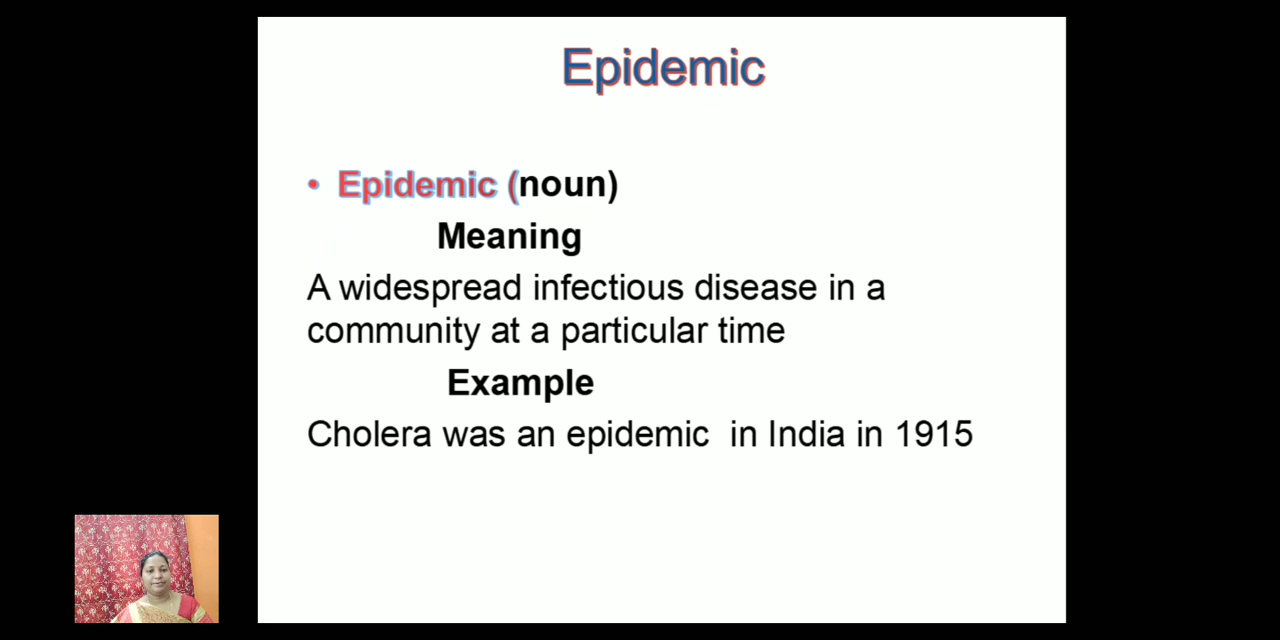 Epidemic
• Epidemic (noun)
Meaning
A widespread infectious disease in a
community at a particular time
Example
Cholera was an epidemic in India in 1915